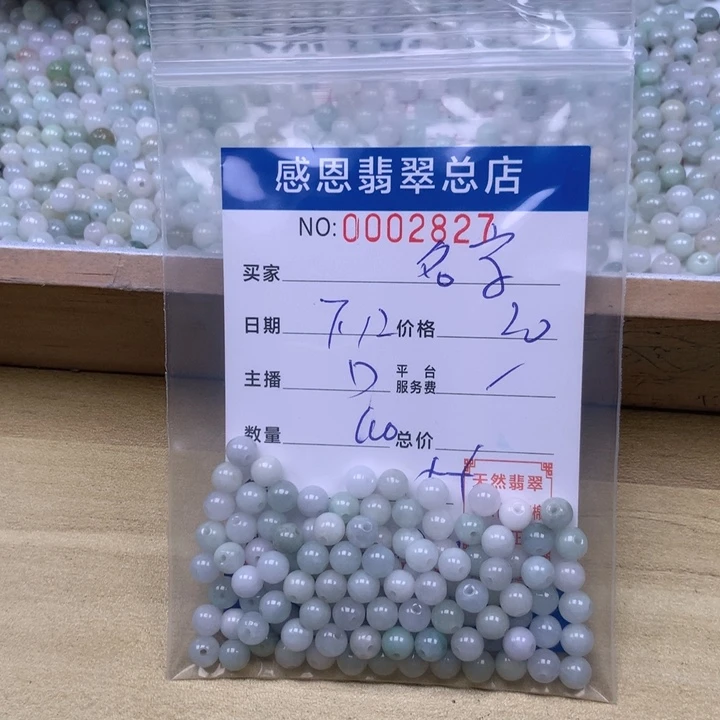 感恩翡翠总店
NO:0002827
买家 名字
日期 7.12 价格 20
主播 平台服务费 /
数量 总价
天然翡翠